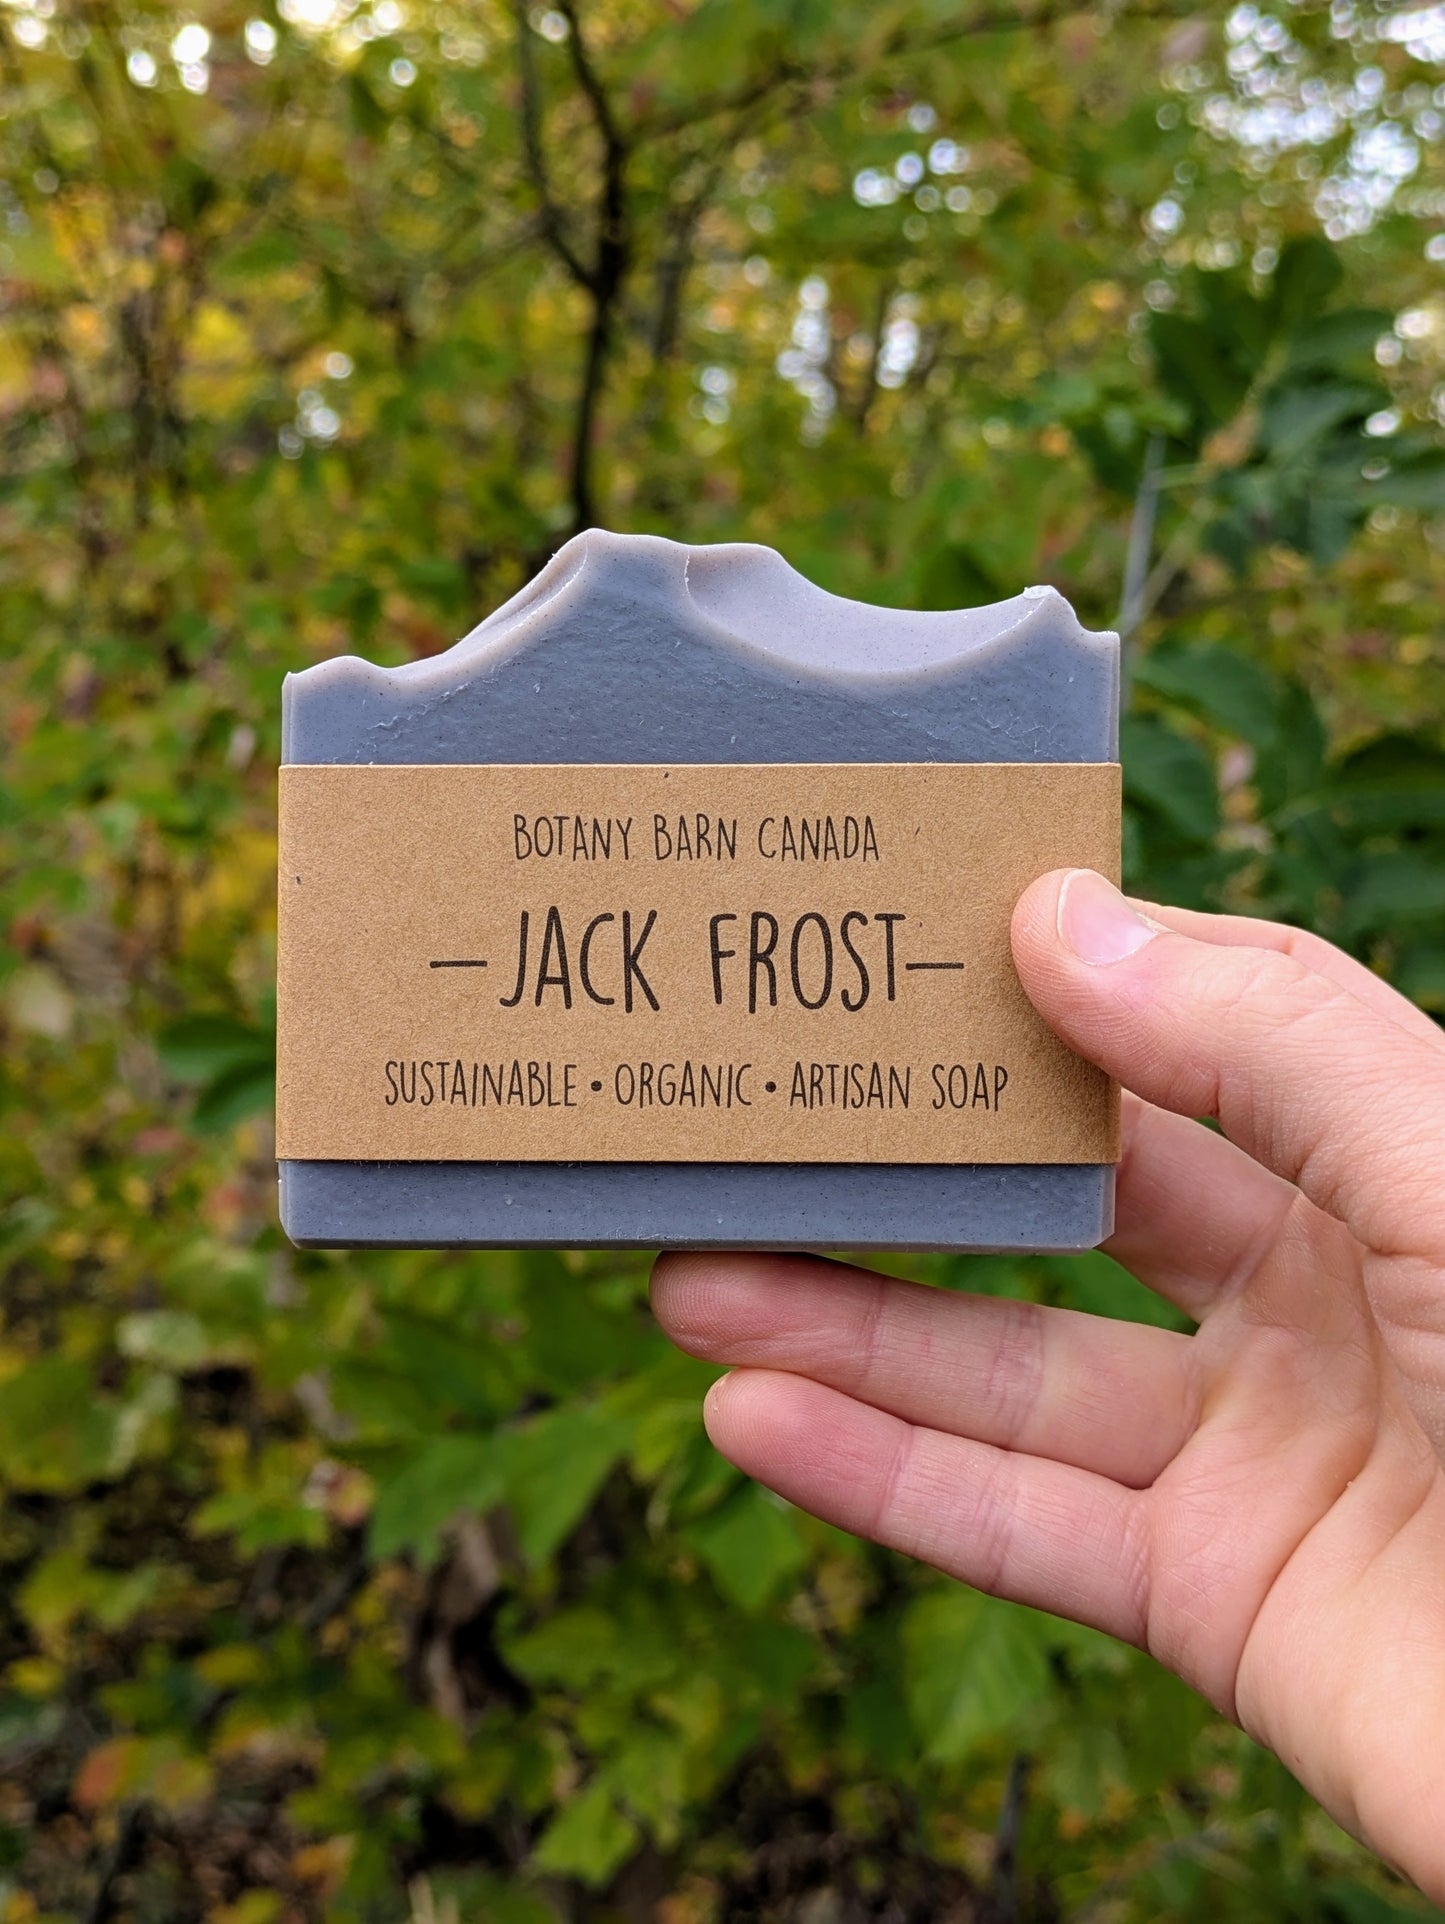 BOTANY BARN CANADA
—JACK FROST—
SUSTAINABLE • ORGANIC • ARTISAN SOAP